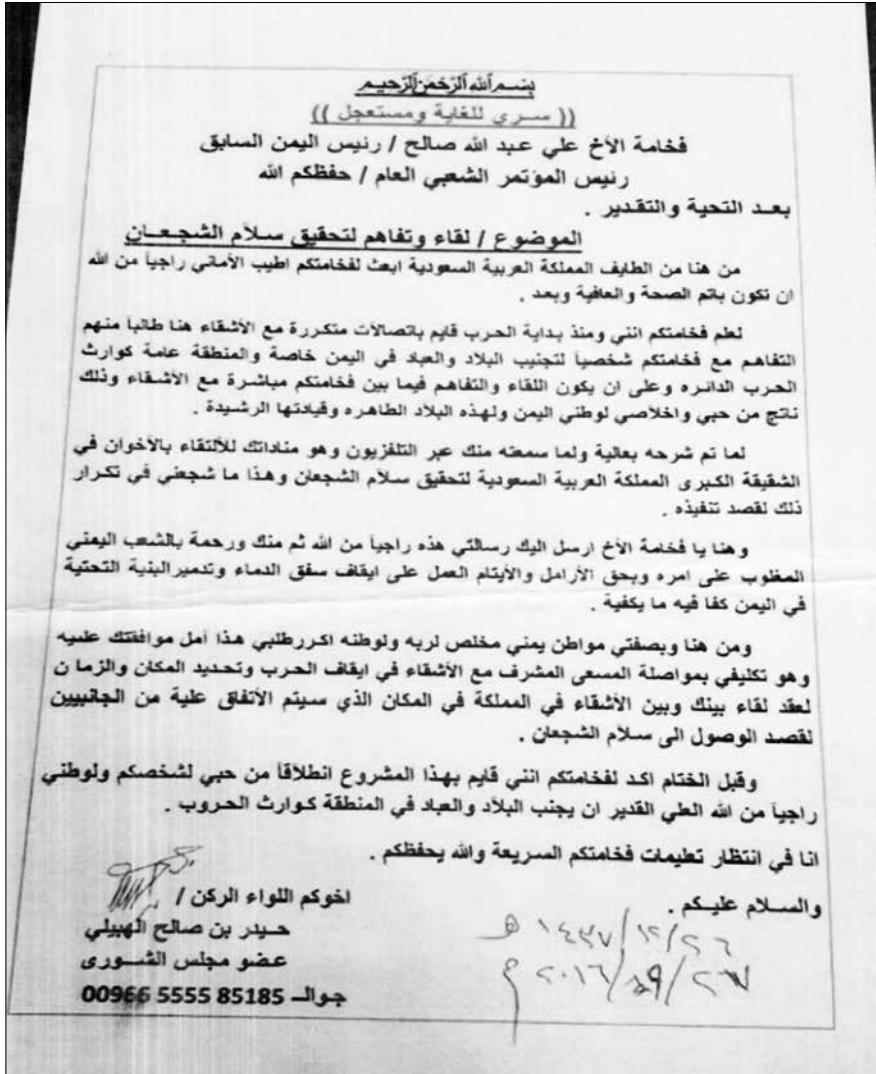 بسم الله الرحمن الرحيم
(( سري للغاية ومستعجل ))
فخامة الأخ علي عبد الله صالح / رئيس اليمن السابق
رئيس المؤتمر الشعبي العام / حفظكم الله
بعد التحية والتقدير .
الموضوع / لقاء وتفاهم لتحقيق سلام الشجعان
من هنا من الطايف المملكة العربية السعودية ابعث لفخامتكم اطيب الأماني راجياً من الله
ان تكون باتم الصحة والعافية وبعد .
لعلم فخامتكم انني ومنذ بداية الحرب قايم باتصالات متكررة مع الأشقاء هنا طالباً منهم
التفاهم مع فخامتكم شخصياً لتجنيب البلاد والعباد في اليمن خاصة والمنطقة عامة كوارث
الحرب الدائره وعلى ان يكون اللقاء والتفاهم فيما بين فخامتكم مباشرة مع الأشقاء وذلك
ناتج من حبي واخلاصي لوطني اليمن ولهذه البلاد الطاهره وقيادتها الرشيدة .
لما تم شرحه بعالية ولما سمعته منك عبر التلفزيون وهو مناداتك للألتقاء بالأخوان في
الشقيقة الكبرى المملكة العربية السعودية لتحقيق سلام الشجعان وهذا ما شجعني في تكرار
ذلك لقصد تنفيذه .
وهنا يا فخامة الأخ ارسل اليك رسالتي هذه راجياً من الله ثم منك ورحمة بالشعب اليمني
المغلوب على امره وبحق الأرامل والأيتام العمل على ايقاف سفق الدماء وتدميرالبنية التحتية
في اليمن كفا فيه ما يكفية .
ومن هنا وبصفتي مواطن يمني مخلص لربه ولوطنه اكررطلبي هذا أمل موافقتك علىيه
وهو تكليفي بمواصلة المسعى المشرف مع الأشقاء في ايقاف الحرب وتحديد المكان والزمان
لعقد لقاء بينك وبين الأشقاء في المملكة في المكان الذي سيتم الأتفاق علية من الجانبيين
لقصد الوصول الى سلام الشجعان .
وقبل الختام اكد لفخامتكم انني قايم بهذا المشروع انطلاقاً من حبي لشخصكم ولوطني
راجياً من الله العلي القدير ان يجنب البلاد والعباد في المنطقة كوارث الحروب .
انا في انتظار تعليمات فخامتكم السريعة والله يحفظكم .
والسلام عليكم .
اخوكم اللواء الركن /
حيدر بن صالح الهبيلي
عضو مجلس الشورى
جوالـ 00966 5555 85185
٢٦/١٢/١٤٣٧ هـ
٢٧/٠٩/٢٠١٦ م